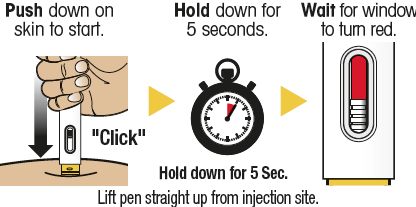 Push down on
skin to start.
"Click"
Hold down for
5 seconds.
Hold down for 5 Sec.
Wait for window
to turn red.
Lift pen straight up from injection site.